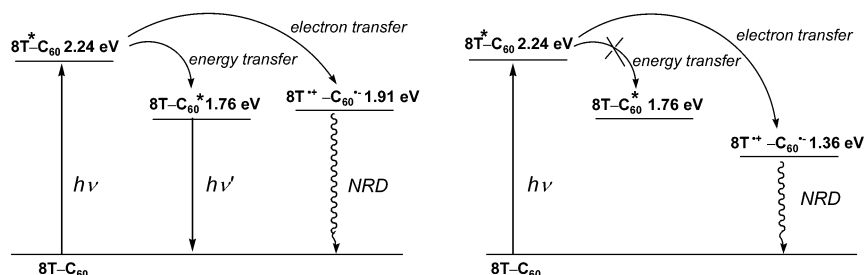 8T*–C60 2.24 eV
electron transfer
energy transfer
8T–C60* 1.76 eV
8T•+ –C60•- 1.91 eV
hν
hν'
NRD
8T–C60
8T*–C60 2.24 eV
electron transfer
energy transfer
8T–C60* 1.76 eV
8T•+ –C60•- 1.36 eV
hν
NRD
8T–C60